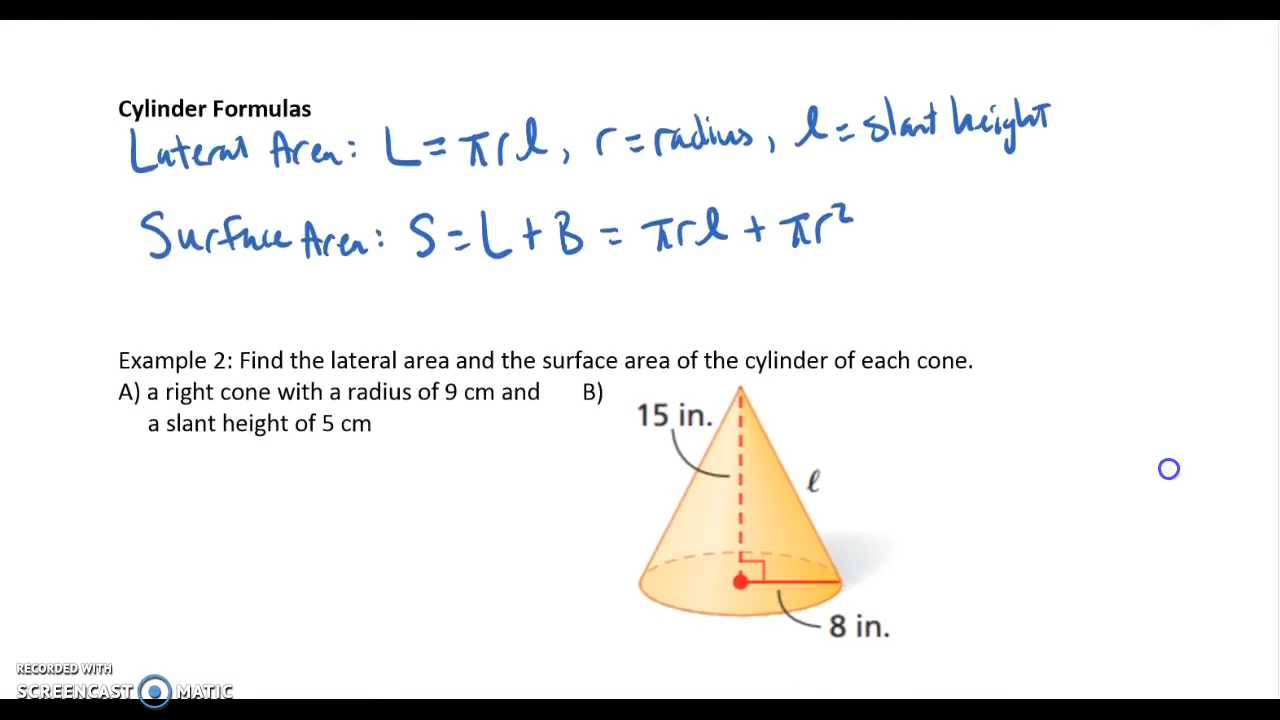 Cylinder Formulas
Lateral Area: L = πrℓ, r = radius, ℓ = slant height
Surface Area: S = L + B = πrℓ + πr²
Example 2: Find the lateral area and the surface area of the cylinder of each cone.
A) a right cone with a radius of 9 cm and B)
a slant height of 5 cm
15 in.
ℓ
8 in.
RECORDED WITH
SCREENCAST MATIC